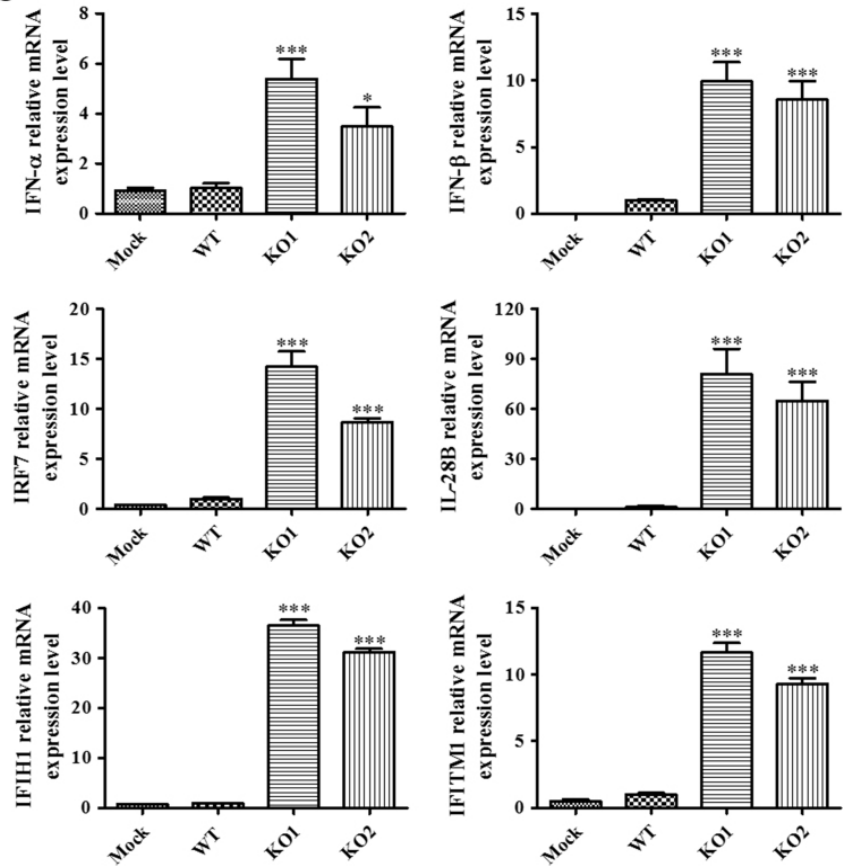 IFN-α relative mRNA
expression level
8
6
4
2
0
***
*
Mock
WT
KO1
KO2
IFN-β relative mRNA
expression level
15
10
5
0
***
***
Mock
WT
KO1
KO2
IRF7 relative mRNA
expression level
20
15
10
5
0
***
***
Mock
WT
KO1
KO2
IL-28B relative mRNA
expression level
120
90
60
30
0
***
***
Mock
WT
KO1
KO2
IFIH1 relative mRNA
expression level
40
30
20
10
0
***
***
Mock
WT
KO1
KO2
IFITM1 relative mRNA
expression level
15
10
5
0
***
***
Mock
WT
KO1
KO2